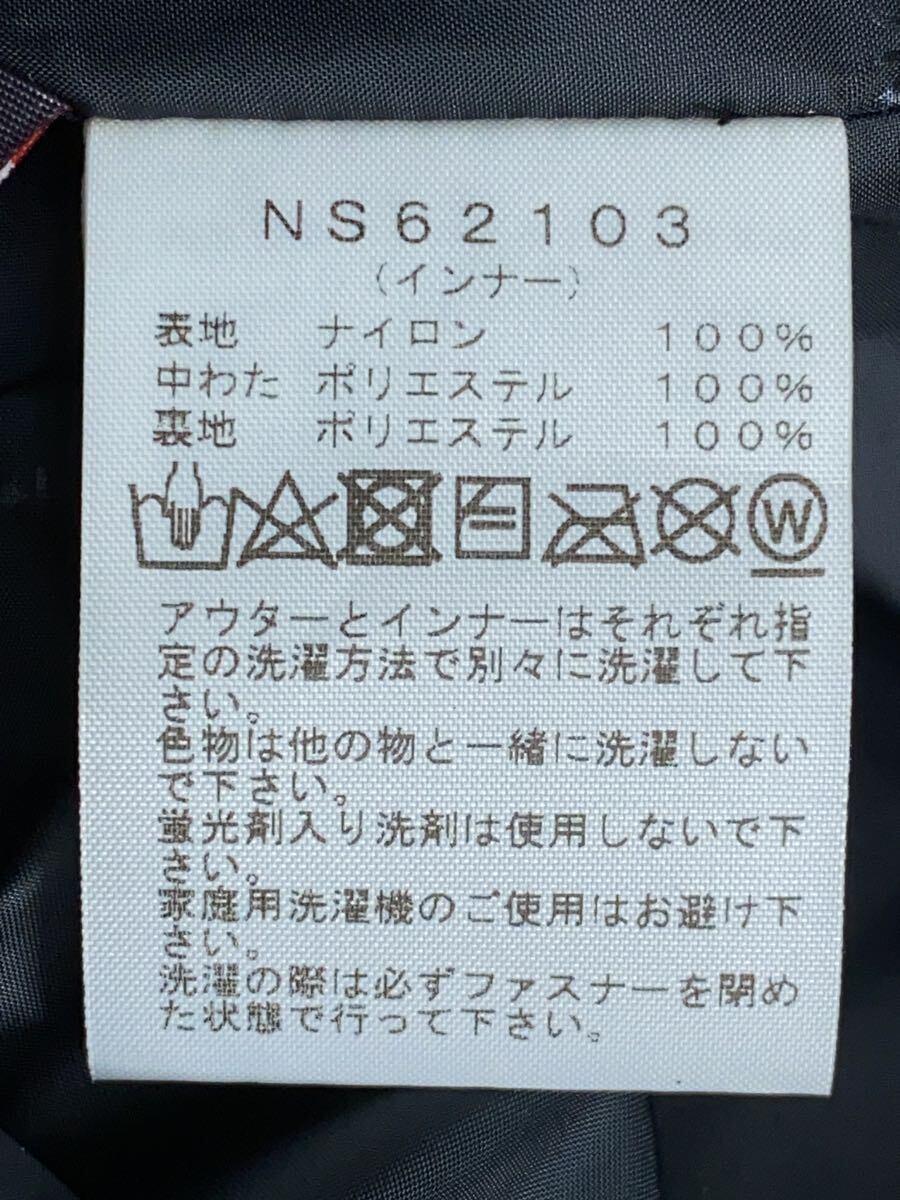 NS62103
(インナー)
表地 ナイロン 100%
中わた ポリエステル 100%
裏地 ポリエステル 100%
W
アウターとインナーはそれぞれ指
定の洗濯方法で別々に洗濯して下
さい。
色物は他の物と一緒に洗濯しない
で下さい。
蛍光剤入り洗剤は使用しないで下
さい。
家庭用洗濯機のご使用はお避け下
さい。
洗濯の際は必ずファスナーを閉め
た状態で行って下さい。